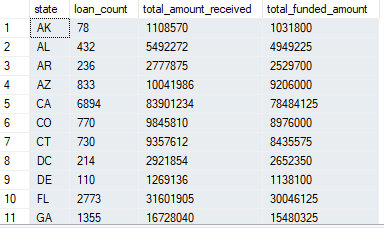 state loan_count total_amount_received total_funded_amount
1 AK 78 1108570 1031800
2 AL 432 5492272 4949225
3 AR 236 2777875 2529700
4 AZ 833 10041986 9206000
5 CA 6894 83901234 78484125
6 CO 770 9845810 8976000
7 CT 730 9357612 8435575
8 DC 214 2921854 2652350
9 DE 110 1269136 1138100
10 FL 2773 31601905 30046125
11 GA 1355 16728040 15480325